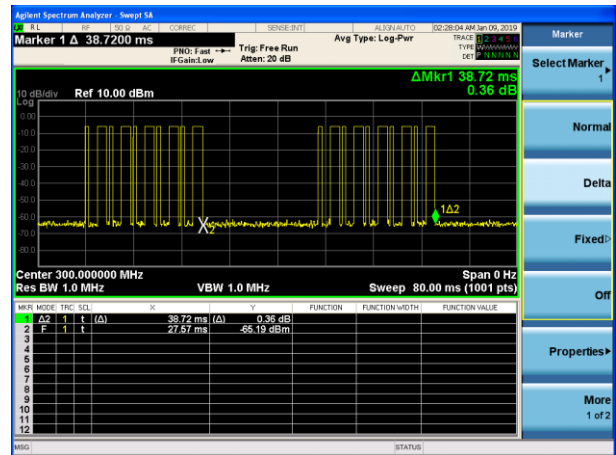 Agilent Spectrum Analyzer - Swept SA
RL RF 50 Ω AC CORREC SENSE:INT ALIGNAUTO 02:28:04 AM Jan 09, 2019
Marker 1 Δ 38.7200 ms
PNO: Fast
IFGain:Low
Trig: Free Run
Atten: 20 dB
Avg Type: Log-Pwr
TRACE 1 2 3 4 5 6
TYPE
DET P N N N N N
ΔMkr1 38.72 ms
0.36 dB
10 dB/div Ref 10.00 dBm
Log
0.00
-10.0
-20.0
-30.0
-40.0
-50.0
-60.0
-70.0
-80.0
1Δ2
X2
Center 300.000000 MHz Span 0 Hz
Res BW 1.0 MHz VBW 1.0 MHz Sweep 80.00 ms (1001 pts)
MKR MODE TRC SCL X Y FUNCTION FUNCTION WIDTH FUNCTION VALUE
1 Δ2 1 t (Δ) 38.72 ms (Δ) 0.36 dB
2 F 1 t 27.57 ms -65.19 dBm
3
4
5
6
7
8
9
10
11
12
MSG STATUS
Marker
Select Marker
1
Normal
Delta
Fixed
Off
Properties
More
1 of 2